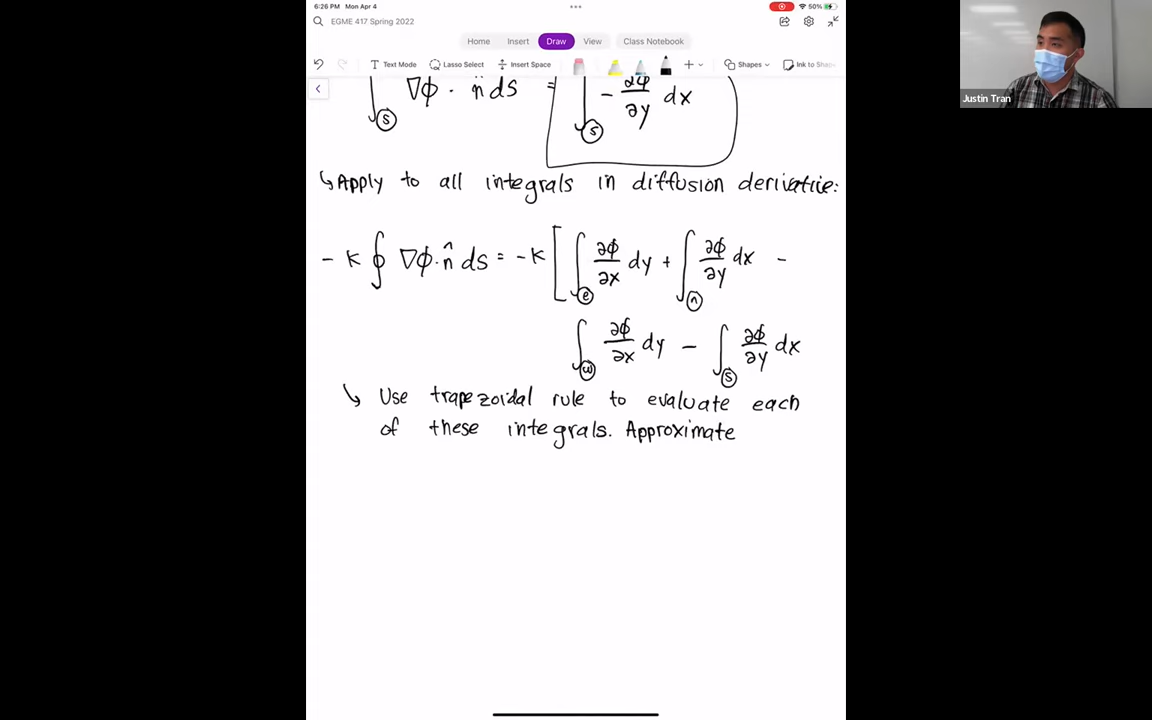 6:26 PM Mon Apr 4
50%
EGME 417 Spring 2022
Home Insert Draw View Class Notebook
Text Mode Lasso Select Insert Space Shapes Ink to Shape
Justin Tran
∫Ⓢ ∇ϕ · n̂ ds = ∫Ⓢ - ∂ϕ/∂y dx
↳ Apply to all integrals in diffusion derivative:
- k ∮ ∇ϕ · n̂ ds = - k [ ∫ⓔ ∂ϕ/∂x dy + ∫ⓝ ∂ϕ/∂y dx -
∫ⓦ ∂ϕ/∂x dy - ∫Ⓢ ∂ϕ/∂y dx
↳ Use trapezoidal rule to evaluate each
of these integrals. Approximate